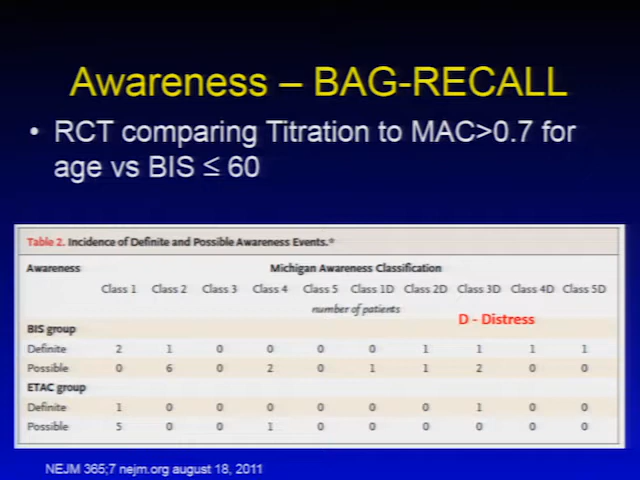 Awareness – BAG-RECALL
• RCT comparing Titration to MAC>0.7 for
age vs BIS ≤ 60
Table 2. Incidence of Definite and Possible Awareness Events.*
Awareness Michigan Awareness Classification
Class 1 Class 2 Class 3 Class 4 Class 5 Class 1D Class 2D Class 3D Class 4D Class 5D
number of patients
D - Distress
BIS group
Definite 2 1 0 0 0 0 1 1 1 1
Possible 0 6 0 2 0 1 1 2 0 0
ETAC group
Definite 1 0 0 0 0 0 0 1 0 0
Possible 5 0 0 1 0 0 0 0 0 0
NEJM 365;7 nejm.org august 18, 2011